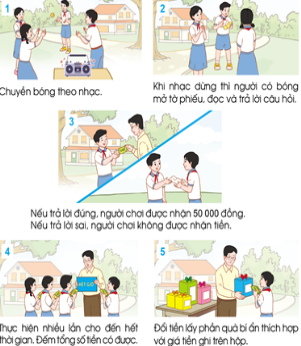 1
Chuyền bóng theo nhạc.
2
Khi nhạc dừng thì người có bóng
mở tờ phiếu, đọc và trả lời câu hỏi.
3
Nếu trả lời đúng, người chơi được nhận 50 000 đồng.
Nếu trả lời sai, người chơi không được nhận tiền.
4
HẾT GIỜ
Thực hiện nhiều lần cho đến hết
thời gian. Đếm tổng số tiền có được.
5
Đổi tiền lấy phần quà bí ẩn thích hợp
với giá tiền ghi trên hộp.